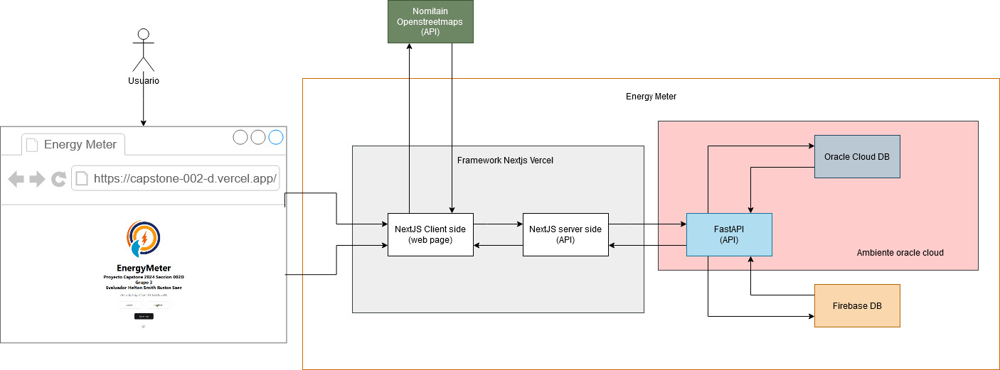 Nomitain
Openstreetmaps
(API)
Usuario
Energy Meter
Energy Meter
https://capstone-002-d.vercel.app/
Framework Nextjs Vercel
Oracle Cloud DB
NextJS Client side
(web page)
NextJS server side
(API)
FastAPI
(API)
Ambiente oracle cloud
EnergyMeter
Proyecto Capstone 2024 Seccion 002D
Grupo 3
Evaluador Helton Smith Bustos Saez
Login
Register
Firebase DB